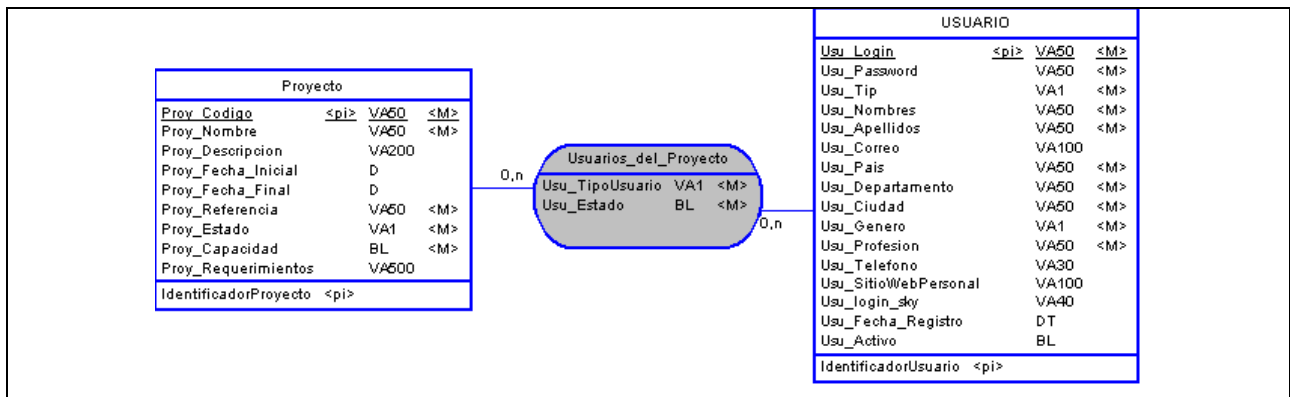 Proyecto
Proy_Codigo <pi> VA50 <M>
Proy_Nombre VA50 <M>
Proy_Descripcion VA200
Proy_Fecha_Inicial D
Proy_Fecha_Final D
Proy_Referencia VA50 <M>
Proy_Estado VA1 <M>
Proy_Capacidad BL <M>
Proy_Requerimientos VA500
IdentificadorProyecto <pi>
0,n
Usuarios_del_Proyecto
Usu_TipoUsuario VA1 <M>
Usu_Estado BL <M>
0,n
USUARIO
Usu_Login <pi> VA50 <M>
Usu_Password VA50 <M>
Usu_Tip VA1 <M>
Usu_Nombres VA50 <M>
Usu_Apellidos VA50 <M>
Usu_Correo VA100
Usu_Pais VA50 <M>
Usu_Departamento VA50 <M>
Usu_Ciudad VA50 <M>
Usu_Genero VA1 <M>
Usu_Profesion VA50 <M>
Usu_Telefono VA30
Usu_SitioWebPersonal VA100
Usu_login_sky VA40
Usu_Fecha_Registro DT
Usu_Activo BL
IdentificadorUsuario <pi>